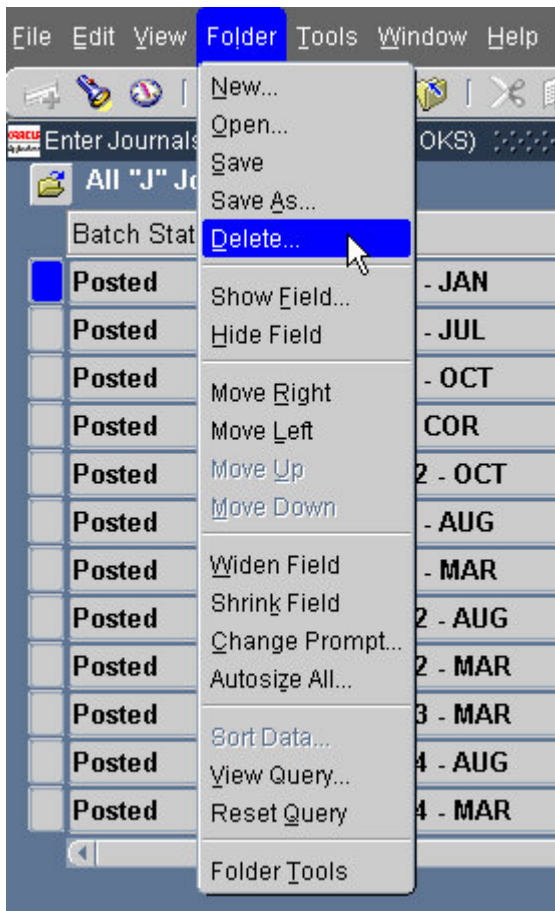 File Edit View Folder Tools Window Help
New...
Open...
Save
Save As...
Delete...
Show Field...
Hide Field
Move Right
Move Left
Move Up
Move Down
Widen Field
Shrink Field
Change Prompt...
Autosize All...
Sort Data...
View Query...
Reset Query
Folder Tools
ORACLE Enter Journals OKS)
All "J" Jo
Batch Stat
Posted - JAN
Posted - JUL
Posted - OCT
Posted COR
Posted 2 - OCT
Posted - AUG
Posted - MAR
Posted 2 - AUG
Posted 2 - MAR
Posted 3 - MAR
Posted 4 - AUG
Posted 4 - MAR